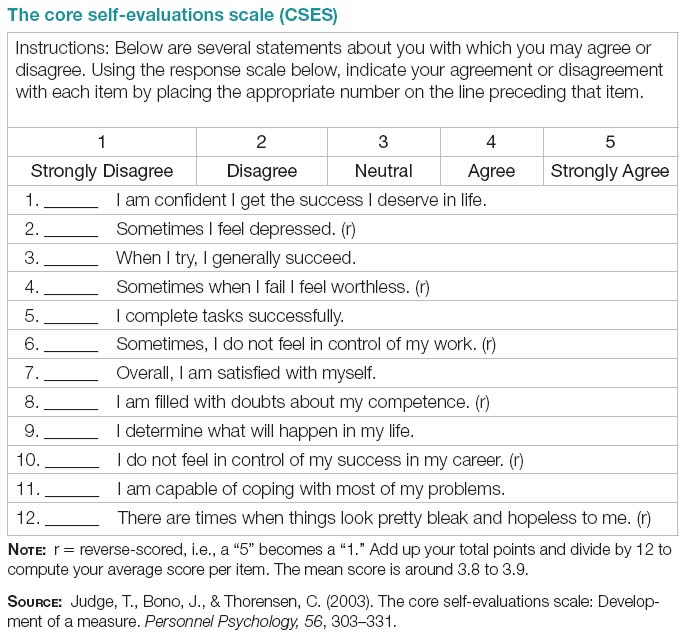 The core self-evaluations scale (CSES)
Instructions: Below are several statements about you with which you may agree or
disagree. Using the response scale below, indicate your agreement or disagreement
with each item by placing the appropriate number on the line preceding that item.
1 2 3 4 5
Strongly Disagree Disagree Neutral Agree Strongly Agree
1. ______ I am confident I get the success I deserve in life.
2. ______ Sometimes I feel depressed. (r)
3. ______ When I try, I generally succeed.
4. ______ Sometimes when I fail I feel worthless. (r)
5. ______ I complete tasks successfully.
6. ______ Sometimes, I do not feel in control of my work. (r)
7. ______ Overall, I am satisfied with myself.
8. ______ I am filled with doubts about my competence. (r)
9. ______ I determine what will happen in my life.
10. ______ I do not feel in control of my success in my career. (r)
11. ______ I am capable of coping with most of my problems.
12. ______ There are times when things look pretty bleak and hopeless to me. (r)
NOTE: r = reverse-scored, i.e., a “5” becomes a “1.” Add up your total points and divide by 12 to
compute your average score per item. The mean score is around 3.8 to 3.9.
SOURCE: Judge, T., Bono, J., & Thorensen, C. (2003). The core self-evaluations scale: Develop-
ment of a measure. Personnel Psychology, 56, 303–331.